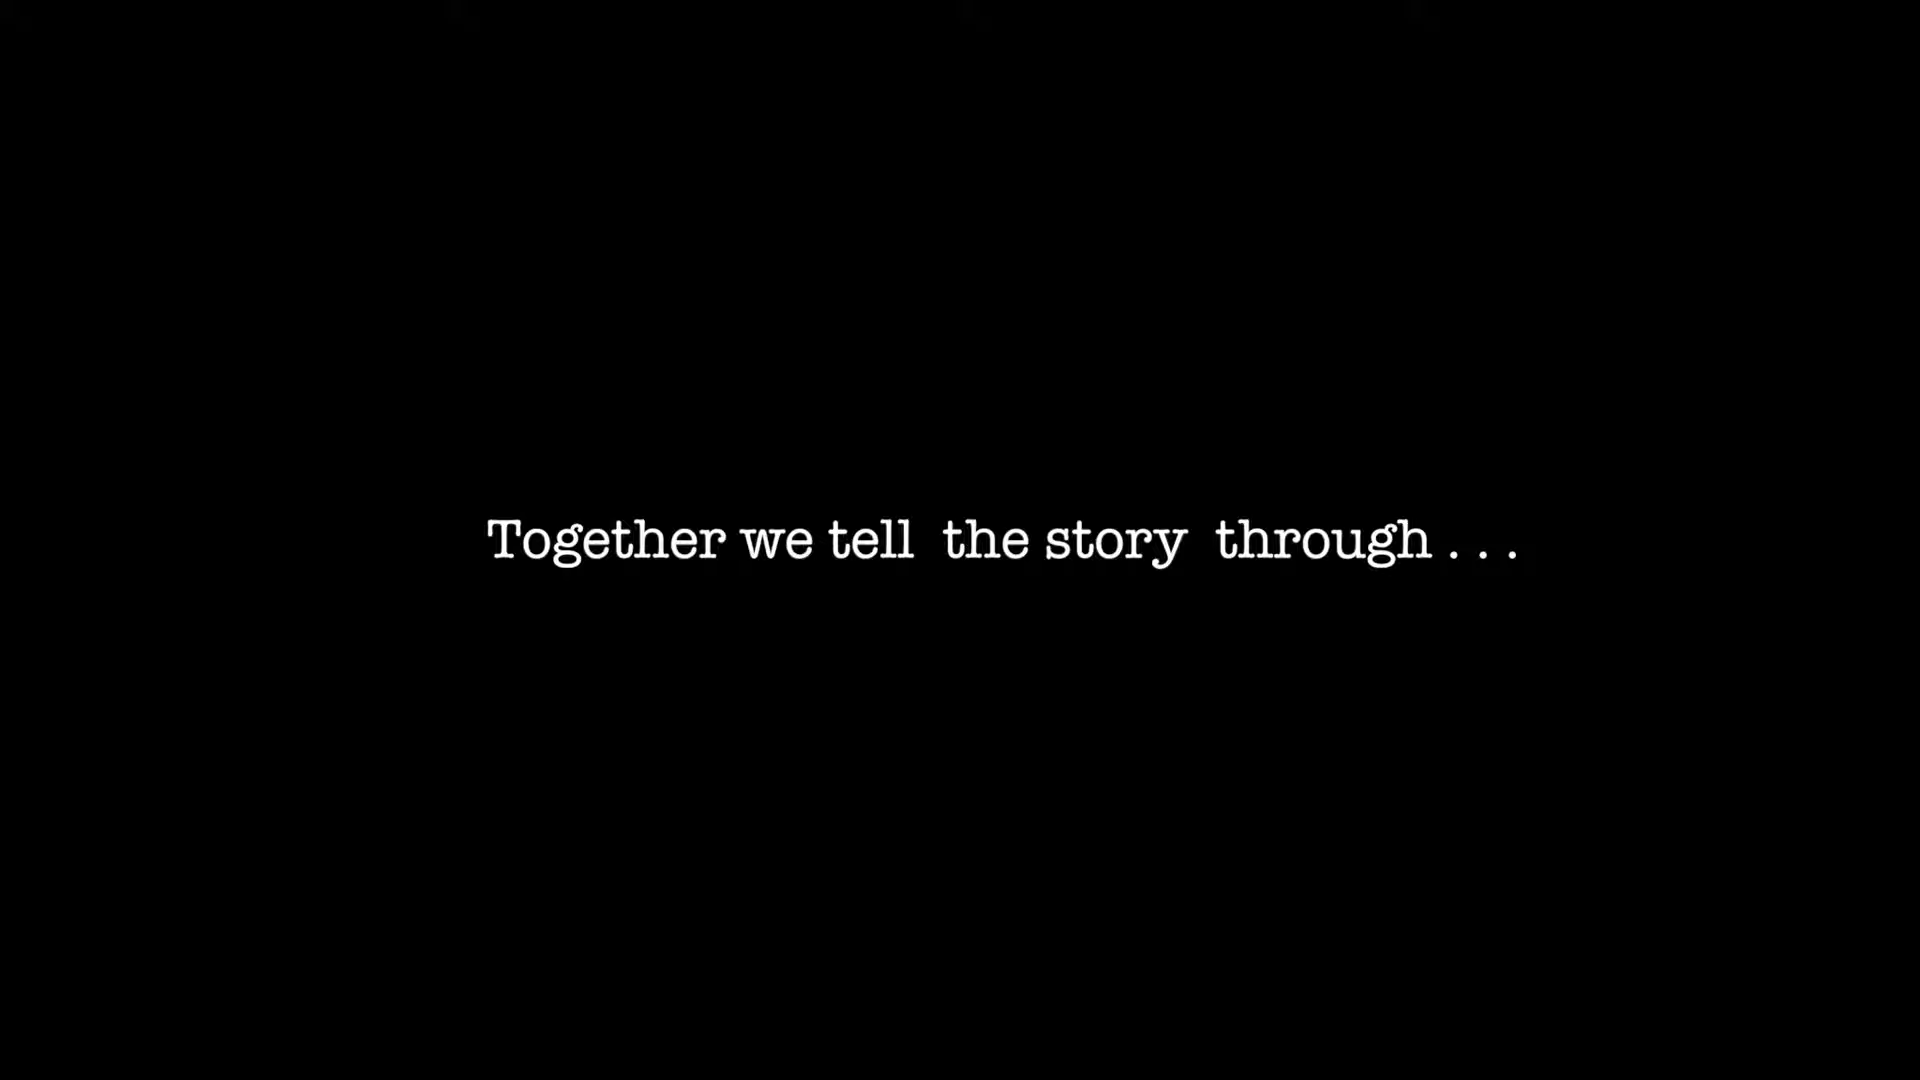 Together we tell  the story  through . . .